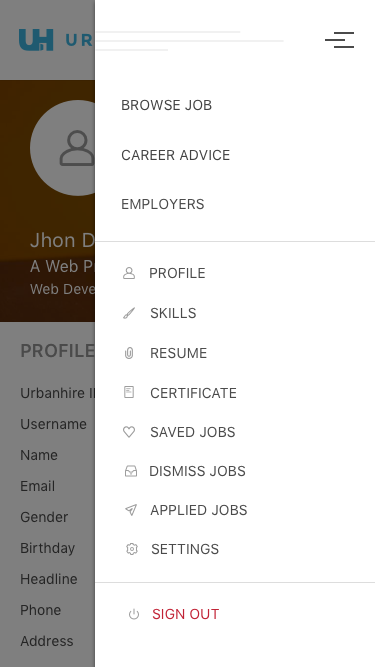 UH UR
BROWSE JOB
CAREER ADVICE
EMPLOYERS
Jhon D
A Web P
Web Deve
PROFILE
SKILLS
RESUME
CERTIFICATE
SAVED JOBS
DISMISS JOBS
APPLIED JOBS
SETTINGS
SIGN OUT
PROFILE
Urbanhire I
Username
Name
Email
Gender
Birthday
Headline
Phone
Address